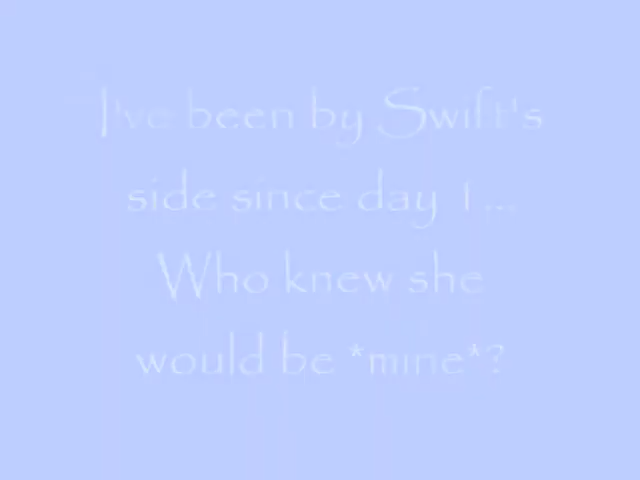 I've been by Swift's
side since day 1...
Who knew she
would be *mine*?